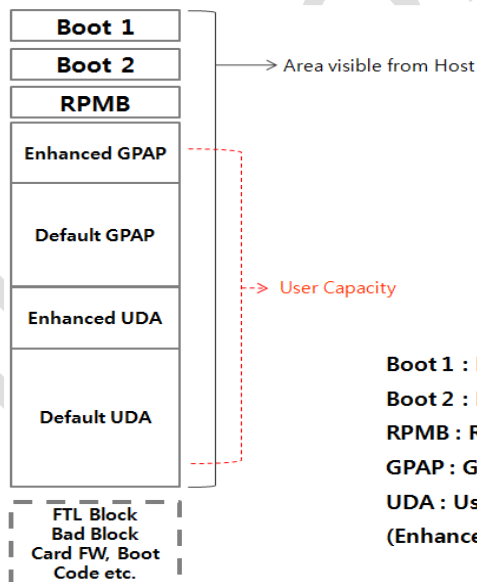 Boot 1
Boot 2
RPMB
Enhanced GPAP
Default GPAP
Enhanced UDA
Default UDA
FTL Block
Bad Block
Card FW, Boot
Code etc.
Area visible from Host
User Capacity
Boot 1 :
Boot 2 :
RPMB :
GPAP :
UDA :